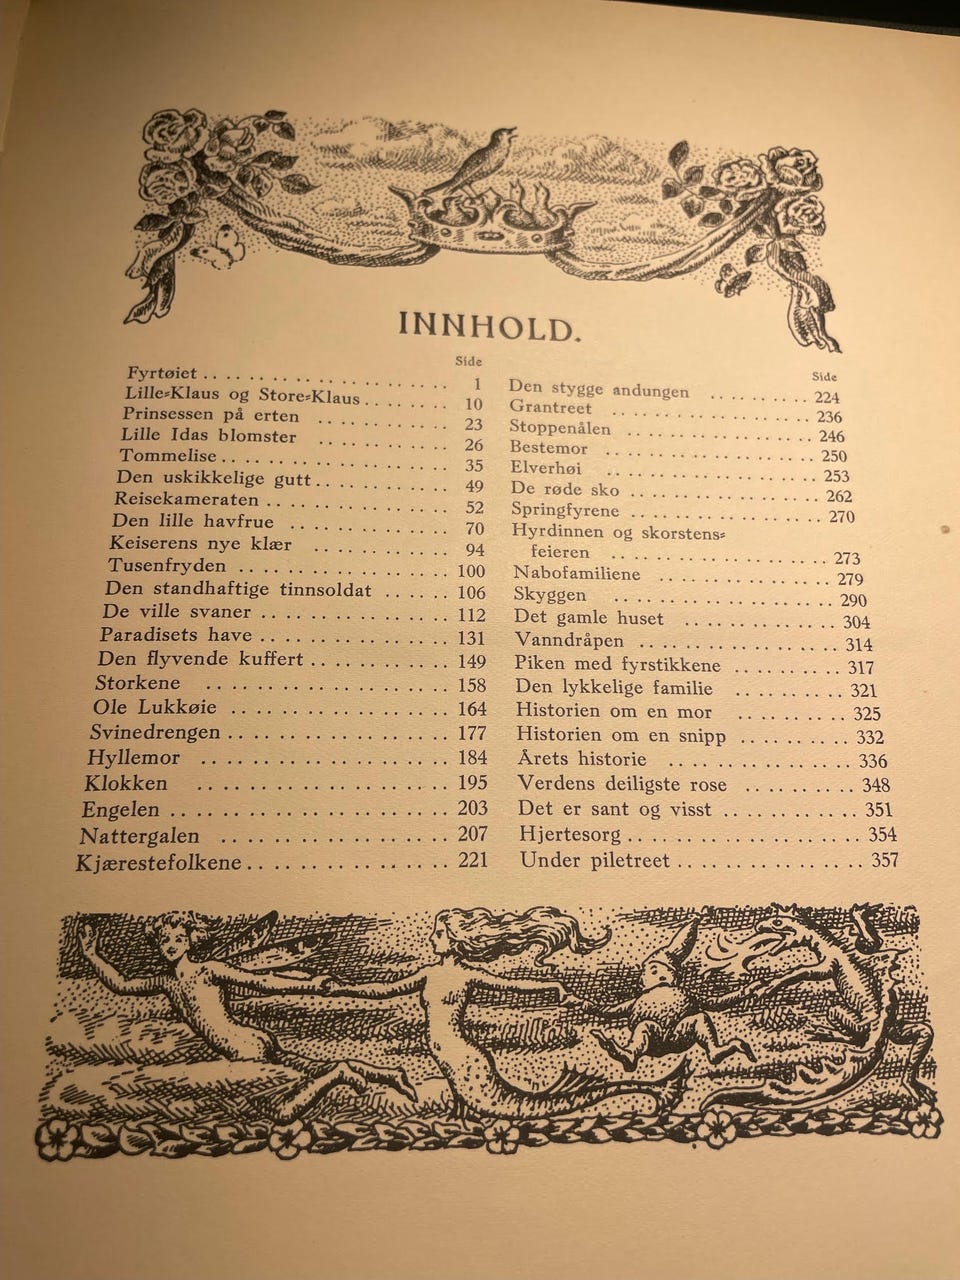 INNHOLD.
Side
Fyrtøiet . . . . . . . . . . . . . . . . . . . 1
Lille-Klaus og Store-Klaus . . . . . . . 10
Prinsessen på erten . . . . . . . . . . 23
Lille Idas blomster . . . . . . . . . . . 26
Tommelise . . . . . . . . . . . . . . . . . 35
Den uskikkelige gutt . . . . . . . . . . 49
Reisekameraten . . . . . . . . . . . . . . 52
Den lille havfrue . . . . . . . . . . . . 70
Keiserens nye klær . . . . . . . . . . . 94
Tusenfryden . . . . . . . . . . . . . . . . 100
Den standhaftige tinnsoldat . . . . . . 106
De ville svaner . . . . . . . . . . . . . . 112
Paradisets have . . . . . . . . . . . . . . 131
Den flyvende kuffert . . . . . . . . . . 149
Storkene . . . . . . . . . . . . . . . . . . 158
Ole Lukkøie . . . . . . . . . . . . . . . . 164
Svinedrengen . . . . . . . . . . . . . . . 177
Hyllemor . . . . . . . . . . . . . . . . . . 184
Klokken . . . . . . . . . . . . . . . . . . 195
Engelen . . . . . . . . . . . . . . . . . . . 203
Nattergalen . . . . . . . . . . . . . . . . 207
Kjærestefolkene . . . . . . . . . . . . . . 221
Side
Den stygge andungen . . . . . . . . . . 224
Grantreet . . . . . . . . . . . . . . . . . 236
Stoppenålen . . . . . . . . . . . . . . . 246
Bestemor . . . . . . . . . . . . . . . . . 250
Elverhøi . . . . . . . . . . . . . . . . . 253
De røde sko . . . . . . . . . . . . . . . 262
Springfyrene . . . . . . . . . . . . . . . 270
Hyrdinnen og skorstens-
feieren . . . . . . . . . . . . . . . . . 273
Nabofamiliene . . . . . . . . . . . . . . 279
Skyggen . . . . . . . . . . . . . . . . . . 290
Det gamle huset . . . . . . . . . . . . 304
Vanndråpen . . . . . . . . . . . . . . . 314
Piken med fyrstikkene . . . . . . . . 317
Den lykkelige familie . . . . . . . . 321
Historien om en mor . . . . . . . . 325
Historien om en snipp . . . . . . . . 332
Årets historie . . . . . . . . . . . . . 336
Verdens deiligste rose . . . . . . . . 348
Det er sant og visst . . . . . . . . . . 351
Hjertesorg . . . . . . . . . . . . . . . . 354
Under piletreet . . . . . . . . . . . . . 357